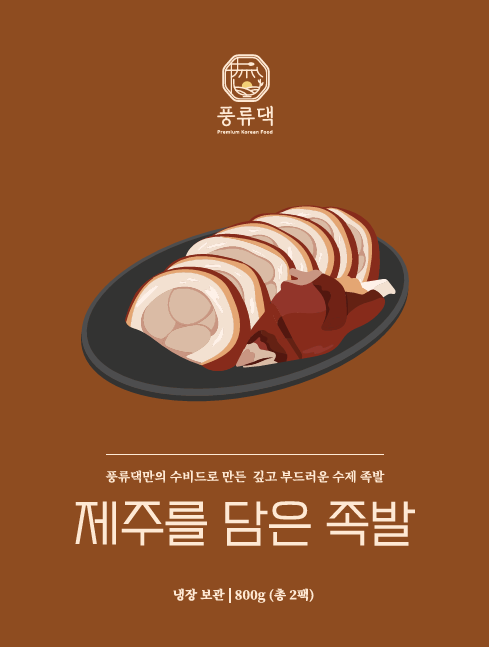 풍류댁
Premium Korean Food
풍류댁만의 수비드로 만든 깊고 부드러운 수제 족발
제주를 담은 족발
냉장 보관 | 800g (총 2팩)